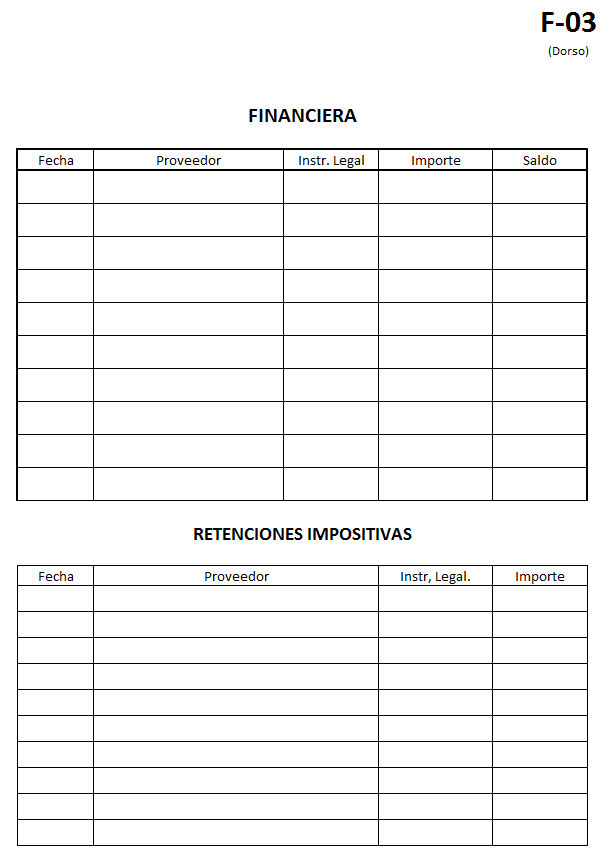 F-03
(Dorso)
FINANCIERA
Fecha Proveedor Instr. Legal Importe Saldo
RETENCIONES IMPOSITIVAS
Fecha Proveedor Instr, Legal. Importe